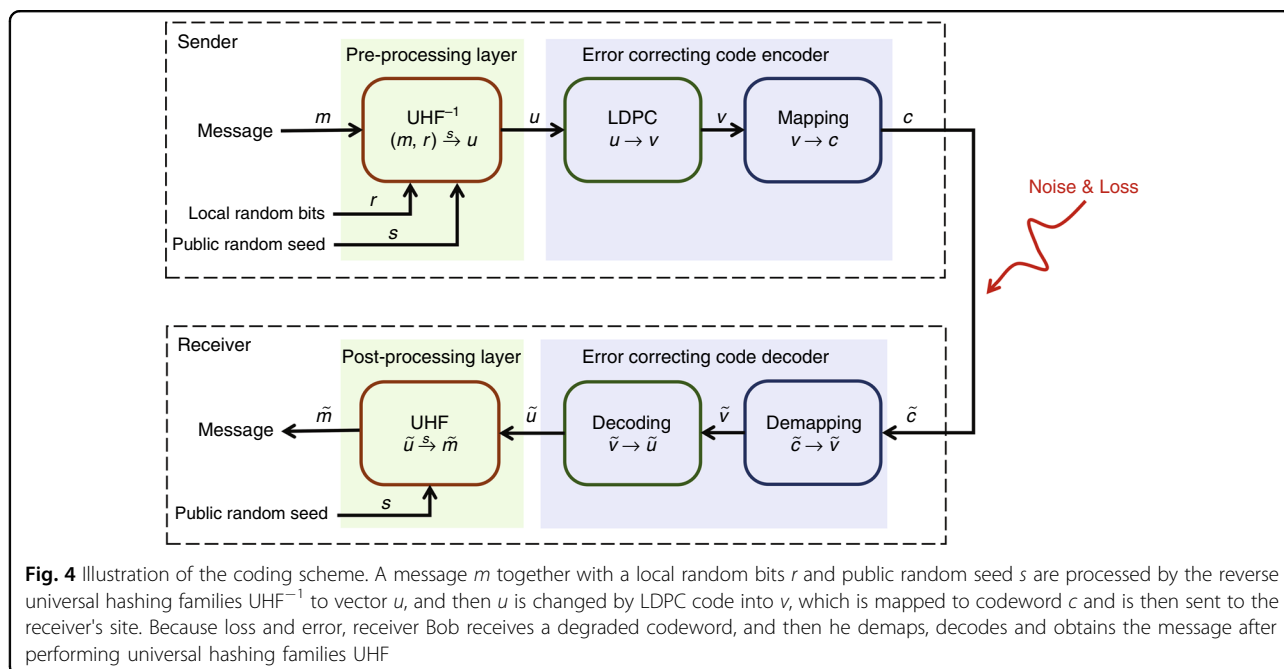 Sender
Pre-processing layer
Error correcting code encoder
Message
m
UHF⁻¹
(m, r) →ˢ u
u
LDPC
u → v
v
Mapping
v → c
c
Local random bits
r
Public random seed
s
Noise & Loss
Receiver
Post-processing layer
Error correcting code decoder
Message
m̃
UHF
ũ →ˢ m̃
ũ
Decoding
ṽ → ũ
ṽ
Demapping
c̃ → ṽ
c̃
Public random seed
s
Fig. 4 Illustration of the coding scheme. A message m together with a local random bits r and public random seed s are processed by the reverse
universal hashing families UHF⁻¹ to vector u, and then u is changed by LDPC code into v, which is mapped to codeword c and is then sent to the
receiver's site. Because loss and error, receiver Bob receives a degraded codeword, and then he demaps, decodes and obtains the message after
performing universal hashing families UHF